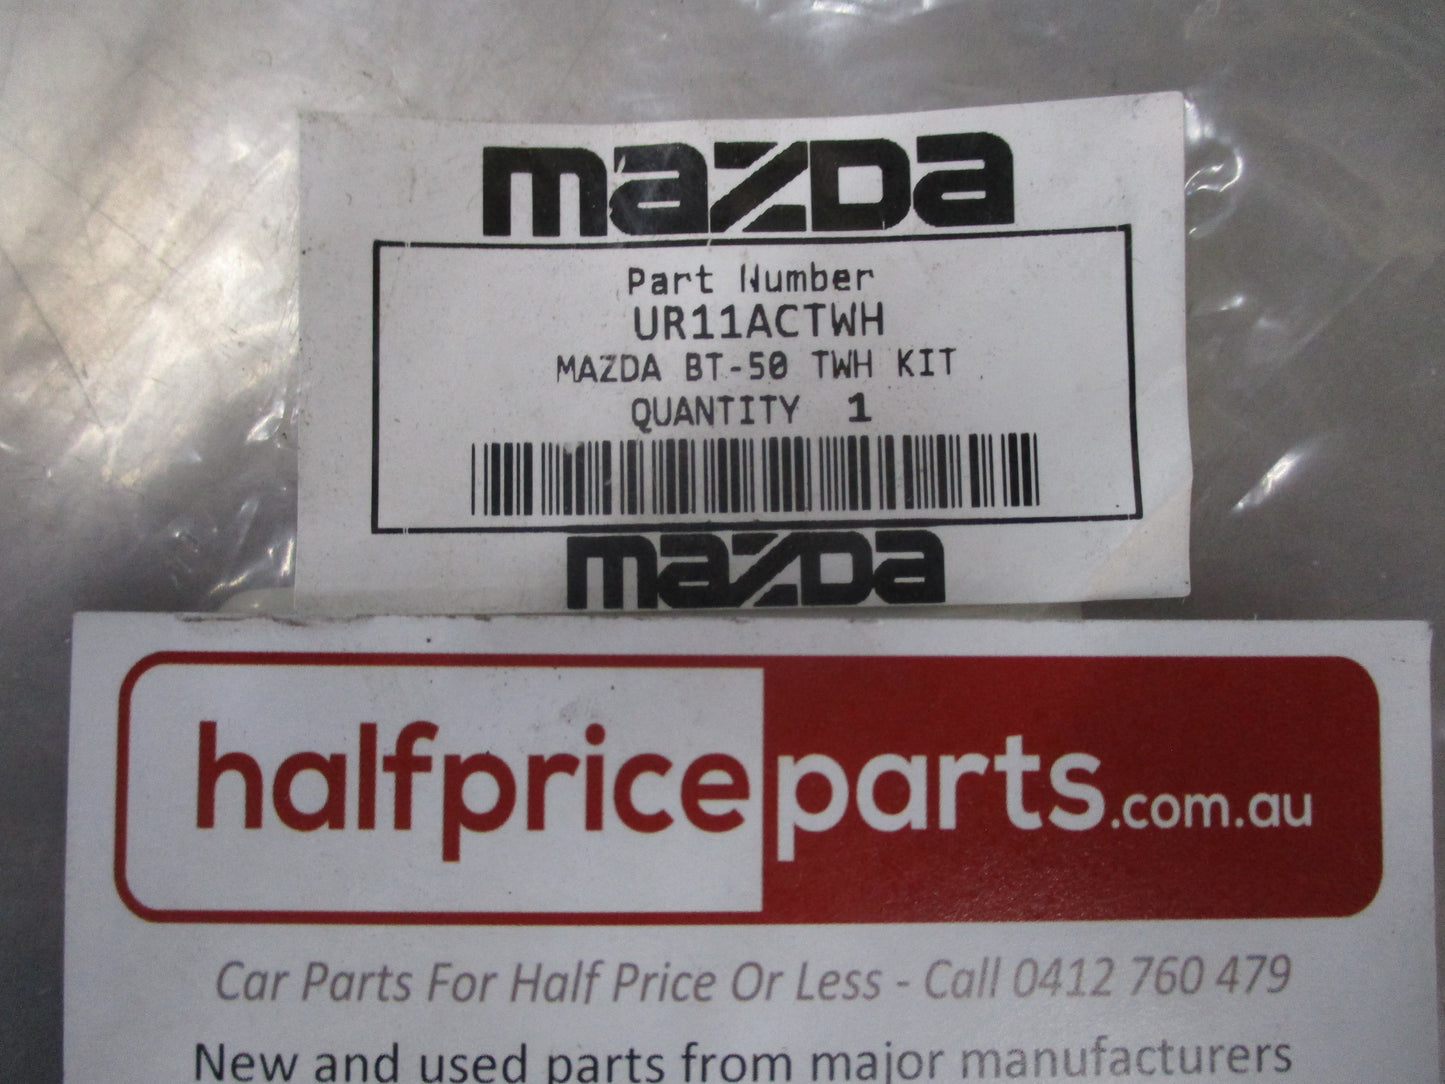 mazda
Part Number
UR11ACTWH
MAZDA BT-50 TWH KIT
QUANTITY 1
mazda
halfpriceparts.com.au
Car Parts For Half Price Or Less - Call 0412 760 479
New and used parts from major manufacturers